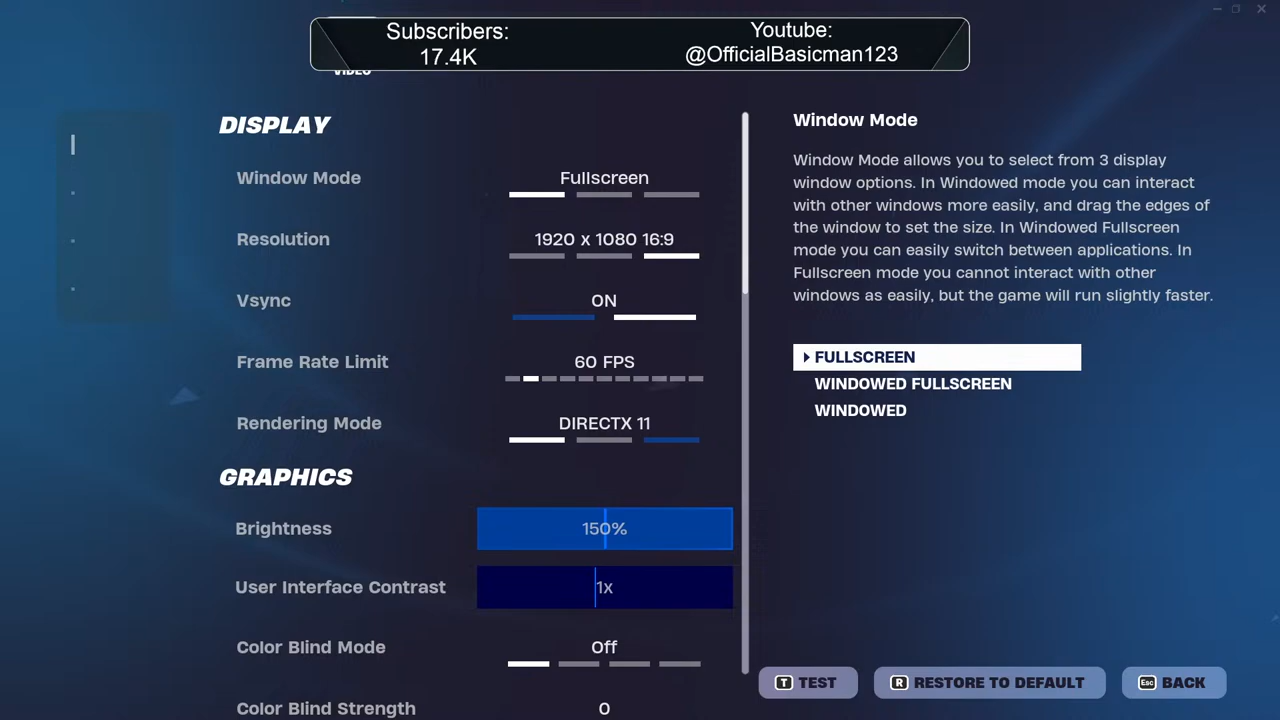 Subscribers:
17.4K
Youtube:
@OfficialBasicman123
VIDEO
DISPLAY
Window Mode
Fullscreen
Resolution
1920 x 1080 16:9
Vsync
ON
Frame Rate Limit
60 FPS
Rendering Mode
DIRECTX 11
GRAPHICS
Brightness
150%
User Interface Contrast
1x
Color Blind Mode
Off
Color Blind Strength
0
Window Mode
Window Mode allows you to select from 3 display
window options. In Windowed mode you can interact
with other windows more easily, and drag the edges of
the window to set the size. In Windowed Fullscreen
mode you can easily switch between applications. In
Fullscreen mode you cannot interact with other
windows as easily, but the game will run slightly faster.
FULLSCREEN
WINDOWED FULLSCREEN
WINDOWED
T TEST
R RESTORE TO DEFAULT
Esc BACK